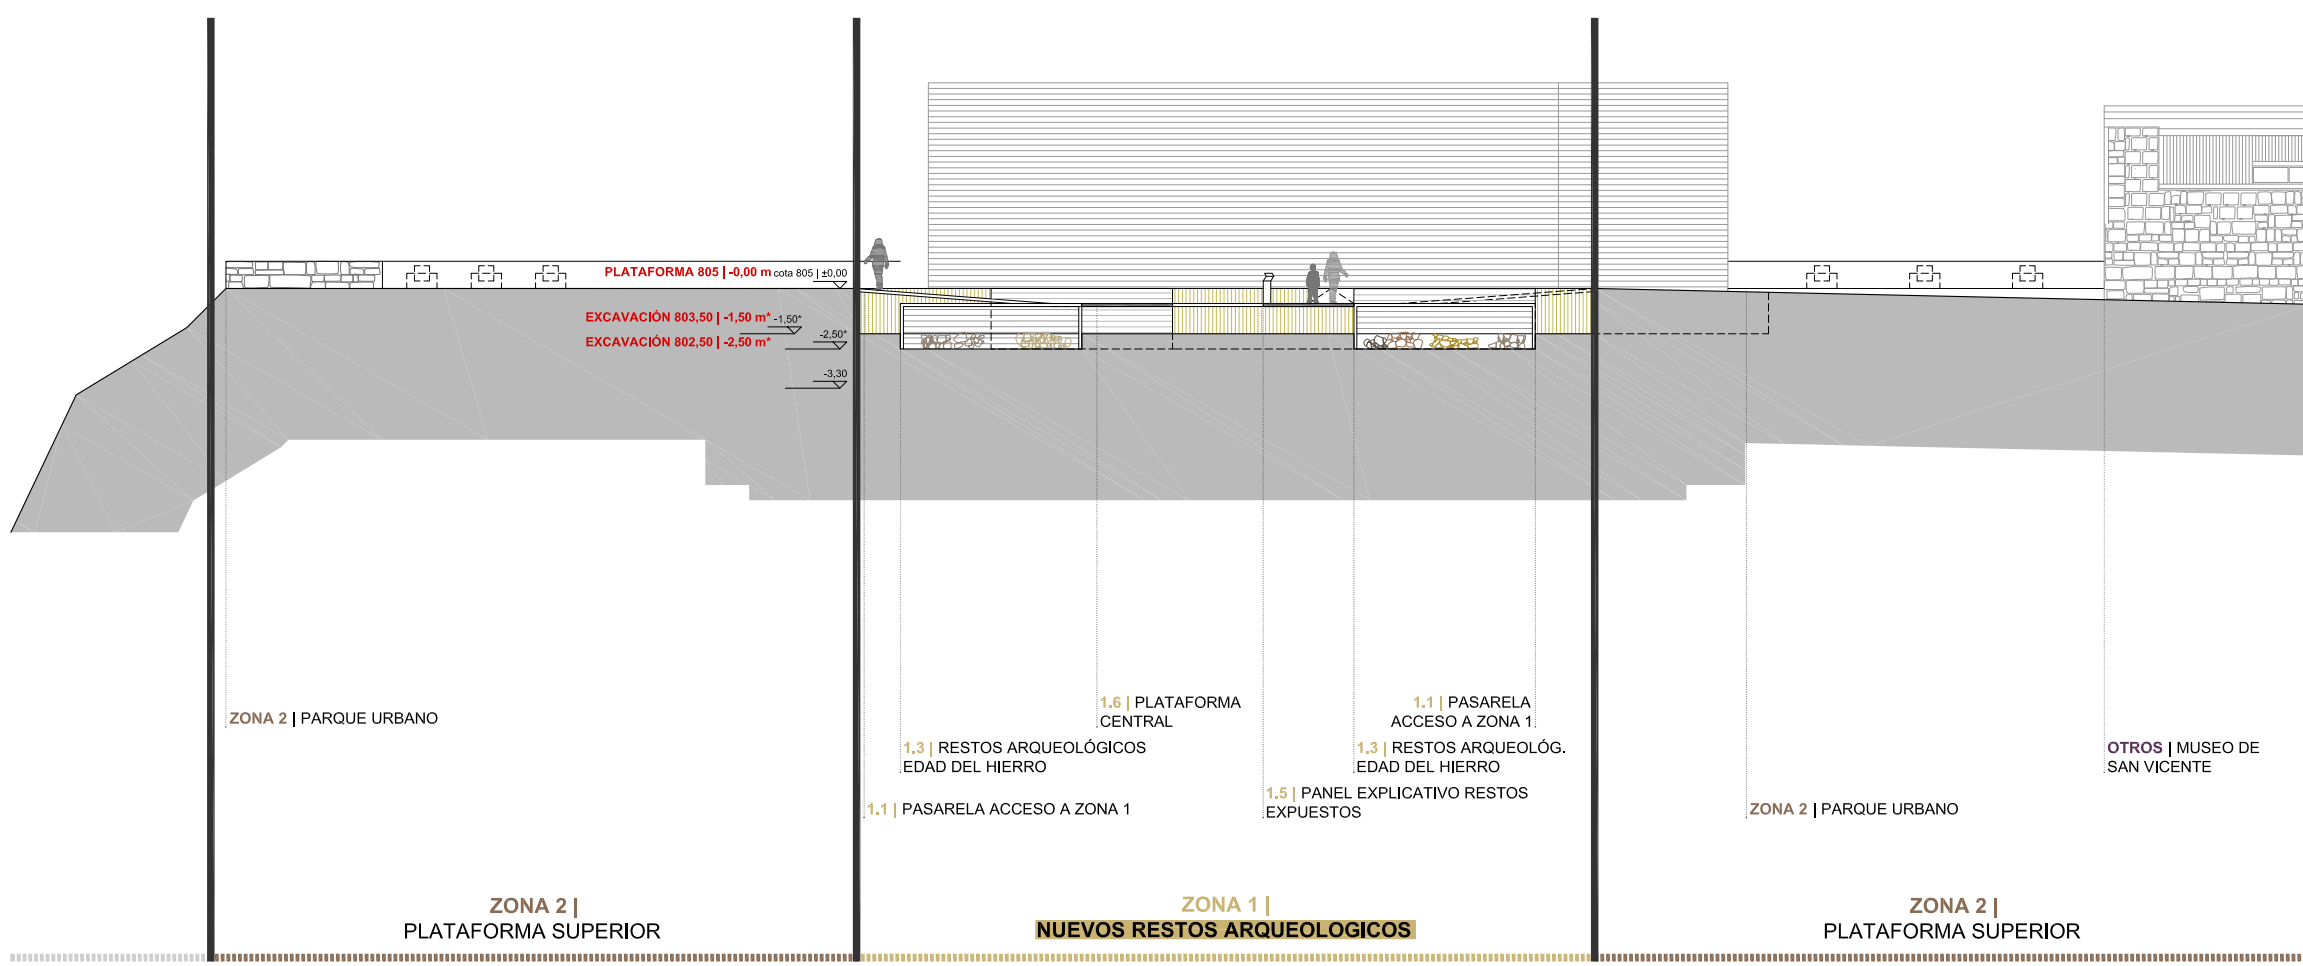 PLATAFORMA 805 | -0,00 m cota 805 | ±0,00
EXCAVACIÓN 803,50 | -1,50 m* -1,50*
-2,50*
EXCAVACIÓN 802,50 | -2,50 m*
-3,30
ZONA 2 | PARQUE URBANO
1.6 | PLATAFORMA
CENTRAL
1.1 | PASARELA
ACCESO A ZONA 1
1.3 | RESTOS ARQUEOLÓGICOS
EDAD DEL HIERRO
1.3 | RESTOS ARQUEOLÓG.
EDAD DEL HIERRO
OTROS | MUSEO DE
SAN VICENTE
1.1 | PASARELA ACCESO A ZONA 1
1.5 | PANEL EXPLICATIVO RESTOS
EXPUESTOS
ZONA 2 | PARQUE URBANO
ZONA 2 |
PLATAFORMA SUPERIOR
ZONA 1 |
NUEVOS RESTOS ARQUEOLOGICOS
ZONA 2 |
PLATAFORMA SUPERIOR